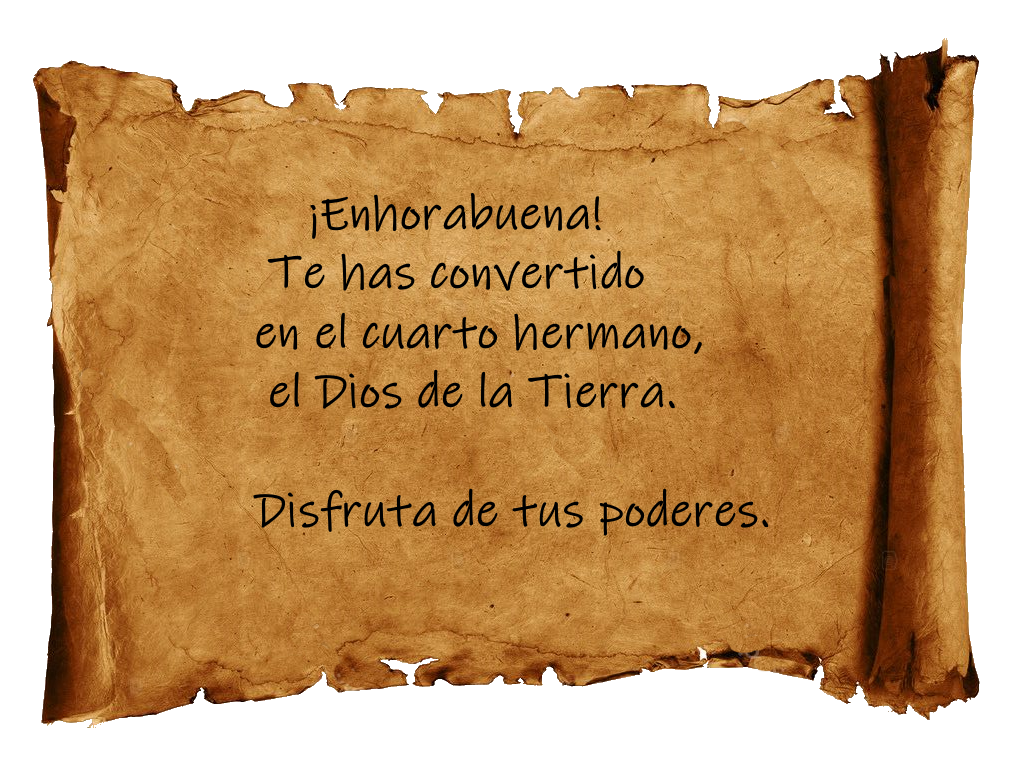 ¡Enhorabuena!
Te has convertido
en el cuarto hermano,
el Dios de la Tierra.
Disfruta de tus poderes.